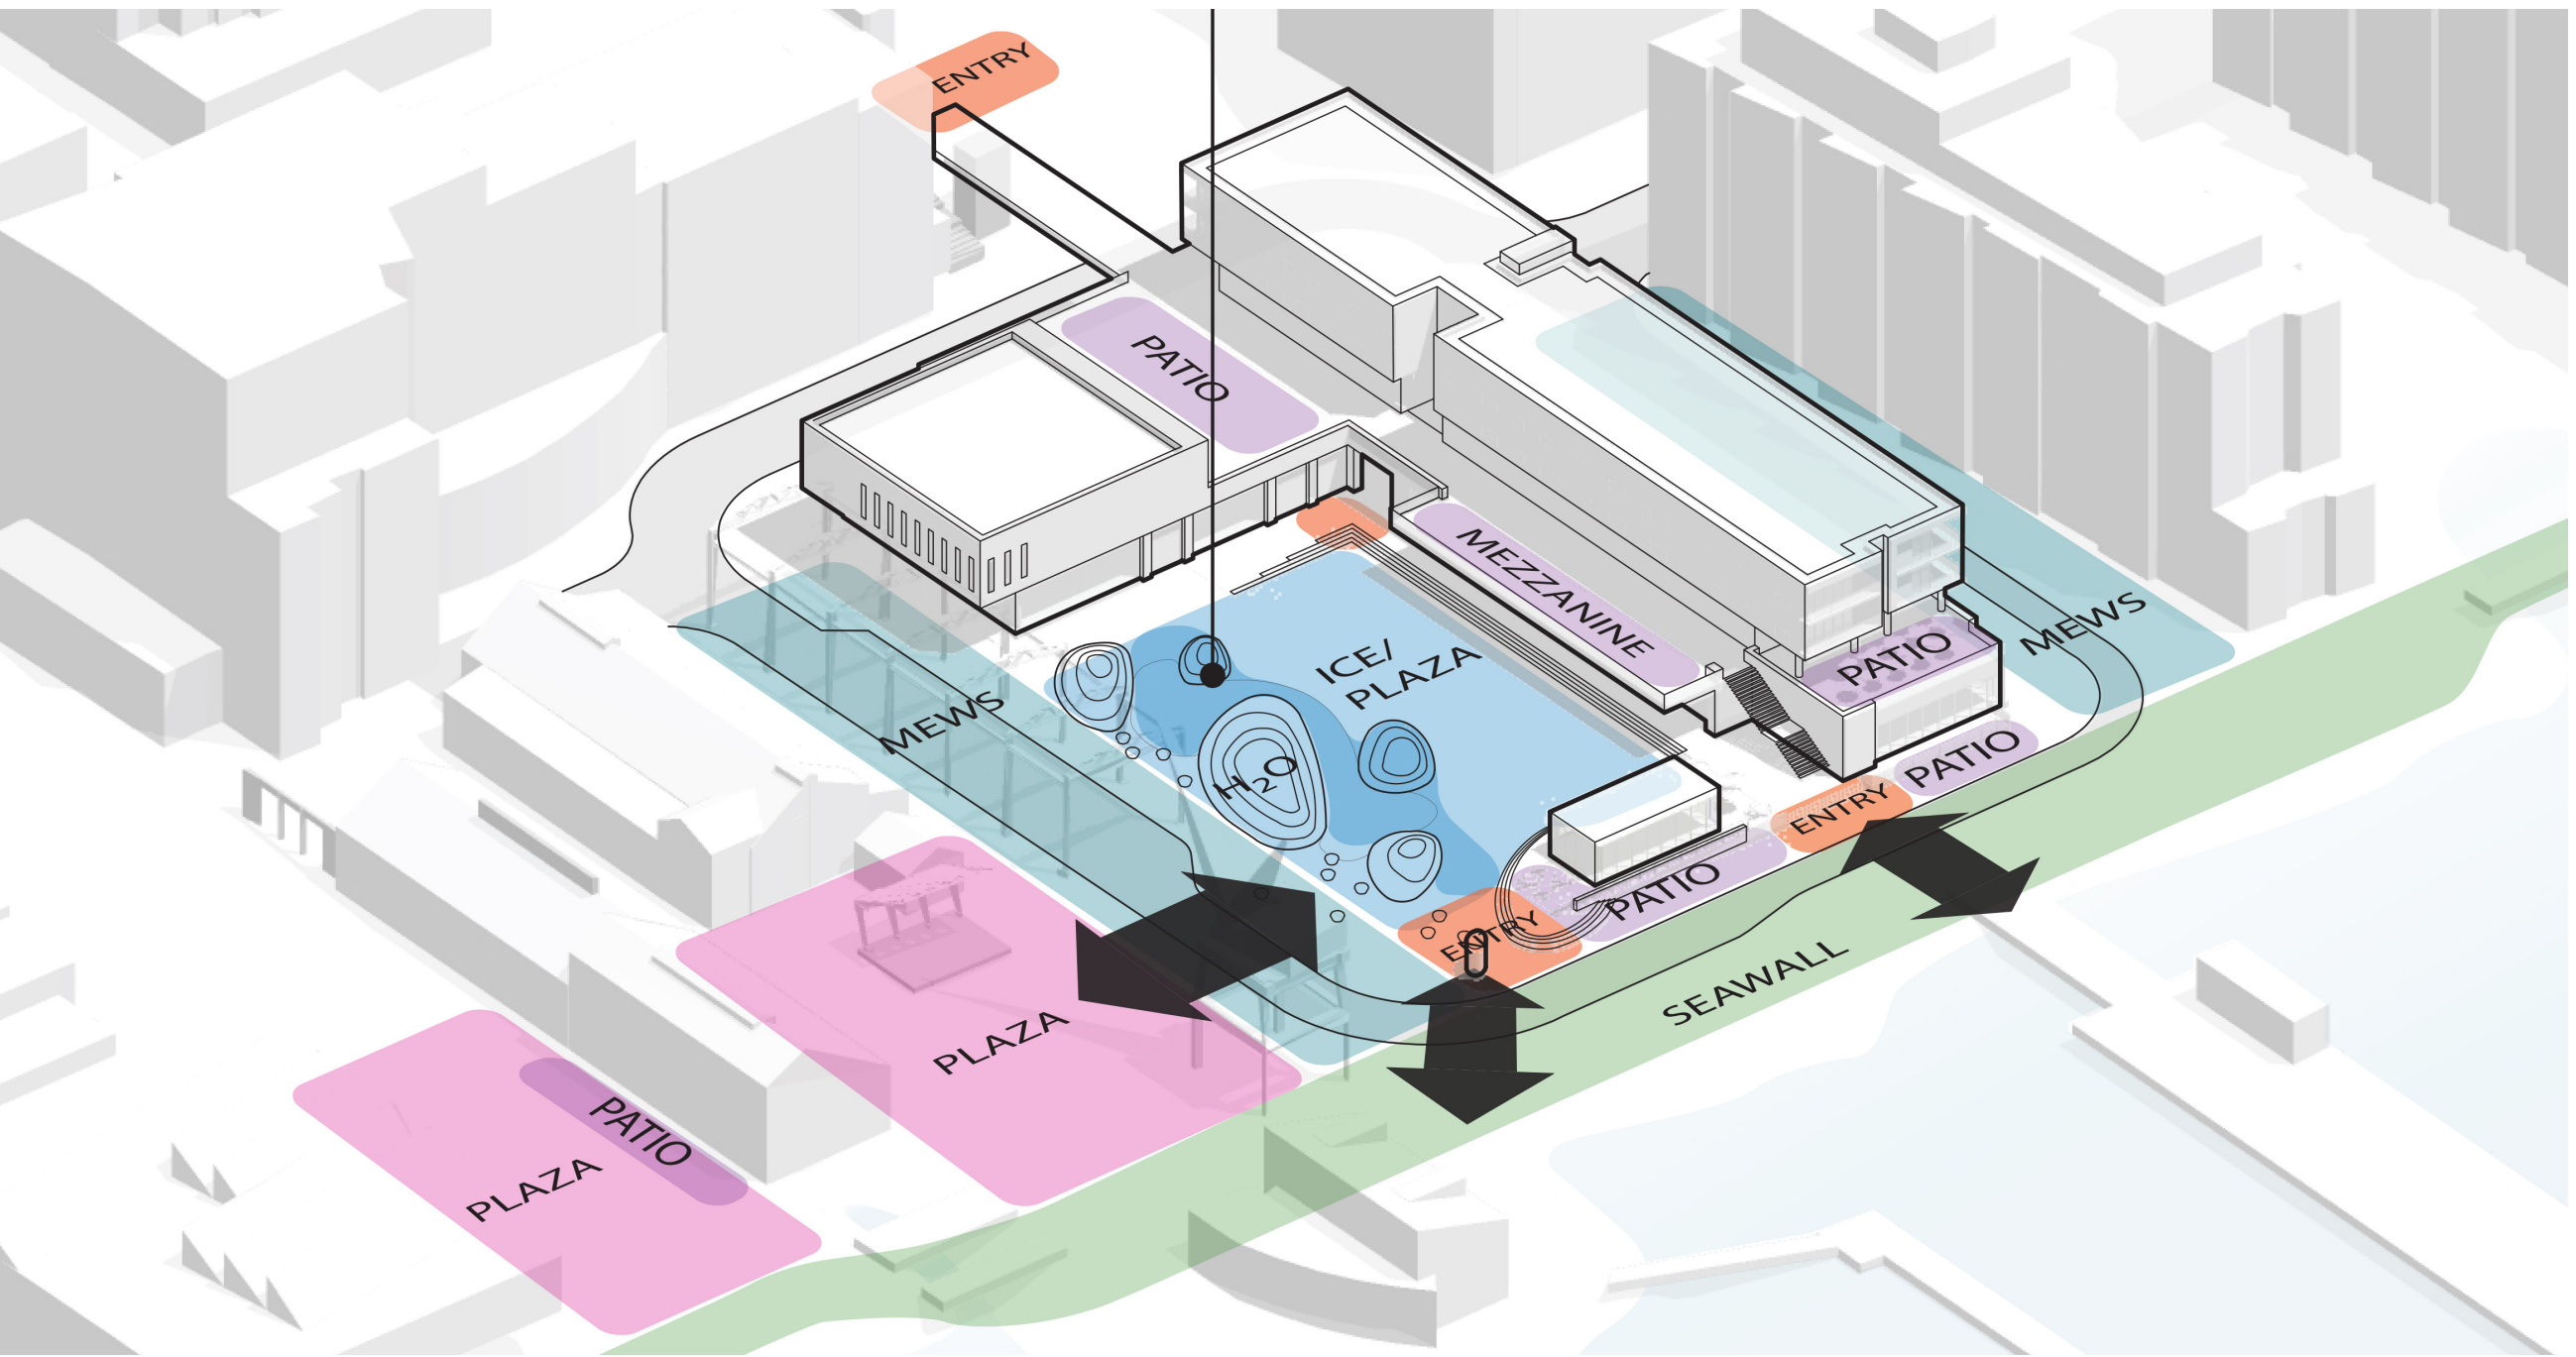 ENTRY
PATIO
MEZZANINE
MEWS
PATIO
ICE/
PLAZA
MEWS
PATIO
H2O
ENTRY
PATIO
ENTRY
SEAWALL
PLAZA
PATIO
PLAZA